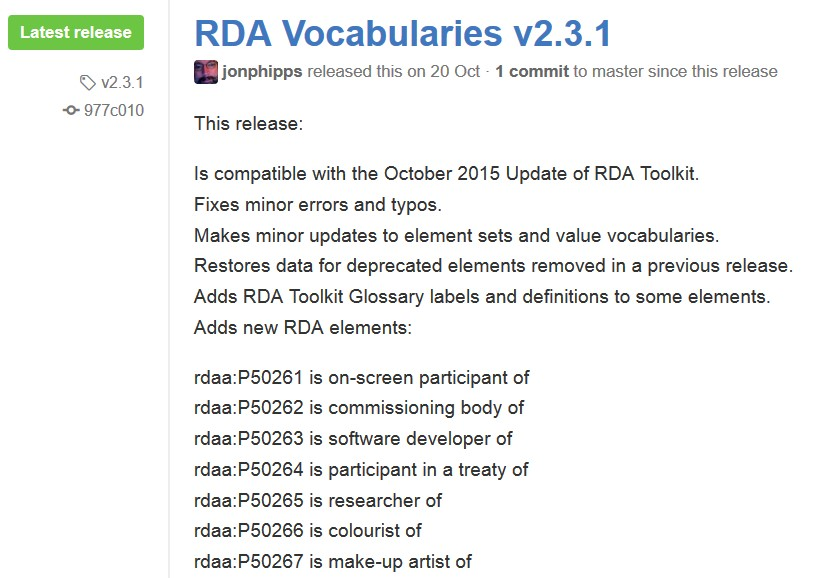 Latest release
v2.3.1
977c010
RDA Vocabularies v2.3.1
jonphipps released this on 20 Oct · 1 commit to master since this release
This release:
Is compatible with the October 2015 Update of RDA Toolkit.
Fixes minor errors and typos.
Makes minor updates to element sets and value vocabularies.
Restores data for deprecated elements removed in a previous release.
Adds RDA Toolkit Glossary labels and definitions to some elements.
Adds new RDA elements:
rdaa:P50261 is on-screen participant of
rdaa:P50262 is commissioning body of
rdaa:P50263 is software developer of
rdaa:P50264 is participant in a treaty of
rdaa:P50265 is researcher of
rdaa:P50266 is colourist of
rdaa:P50267 is make-up artist of